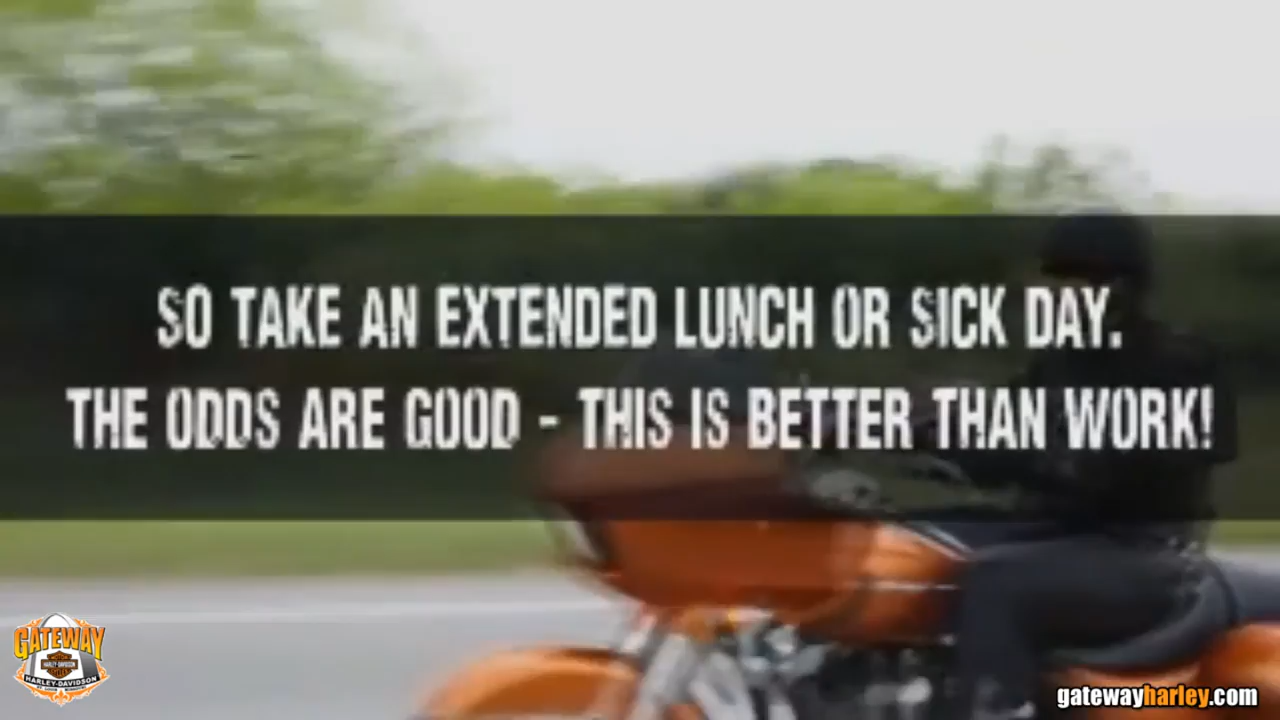 SO TAKE AN EXTENDED LUNCH OR SICK DAY.
THE ODDS ARE GOOD - THIS IS BETTER THAN WORK!
GATEWAY
HARLEY-DAVIDSON
gatewayharley.com